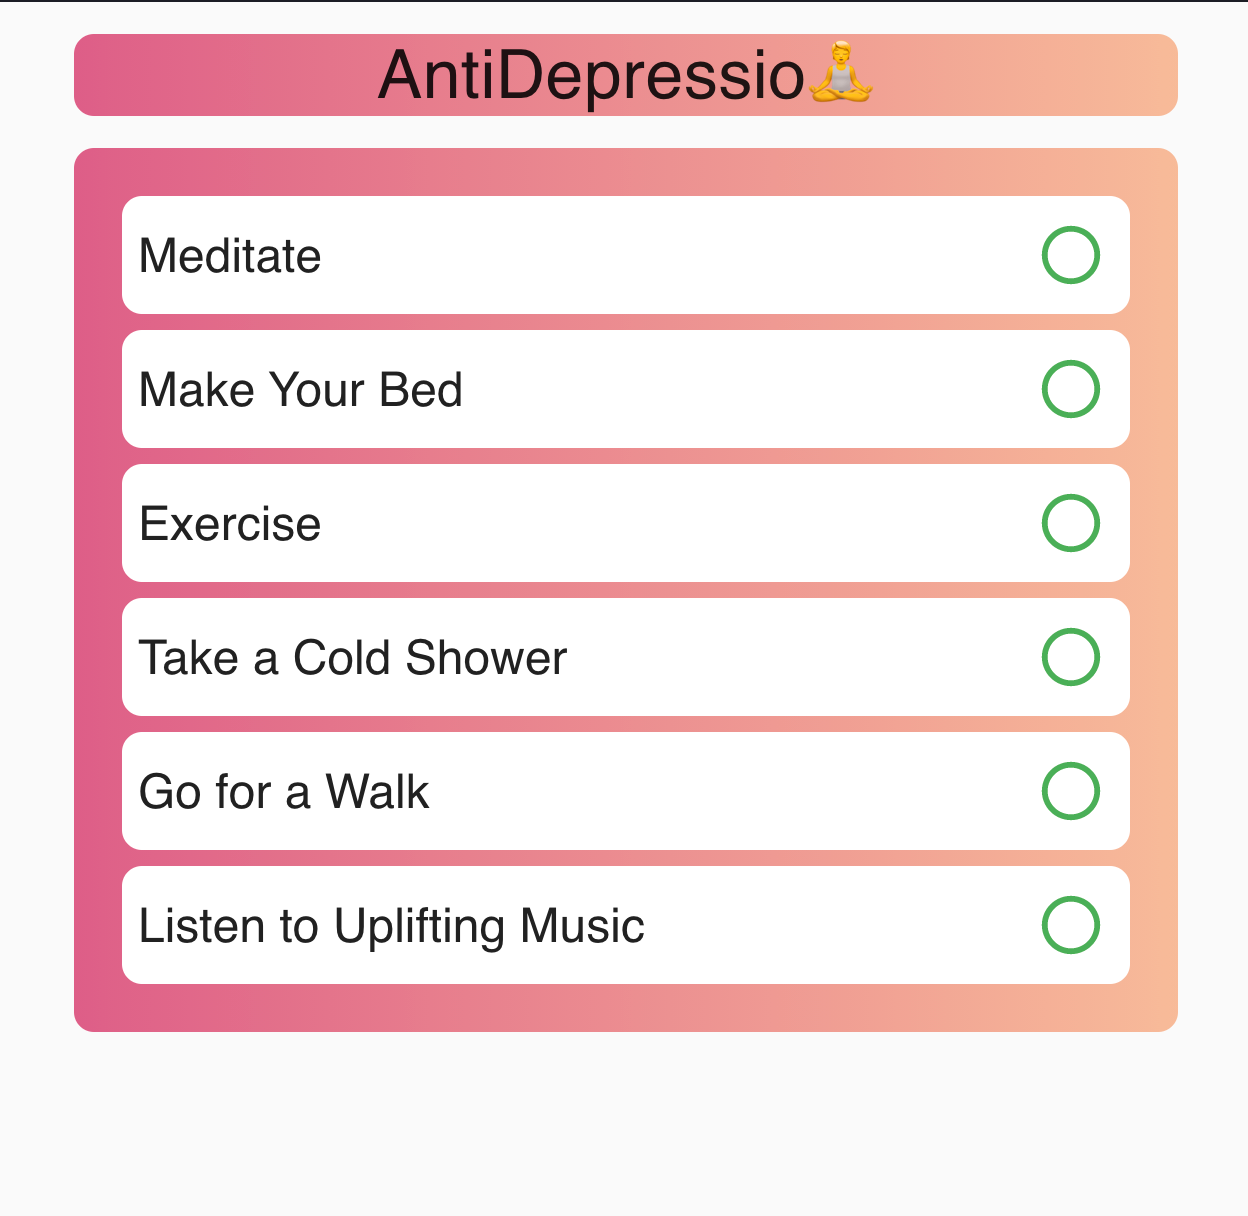 AntiDepressio🧘
Meditate
Make Your Bed
Exercise
Take a Cold Shower
Go for a Walk
Listen to Uplifting Music